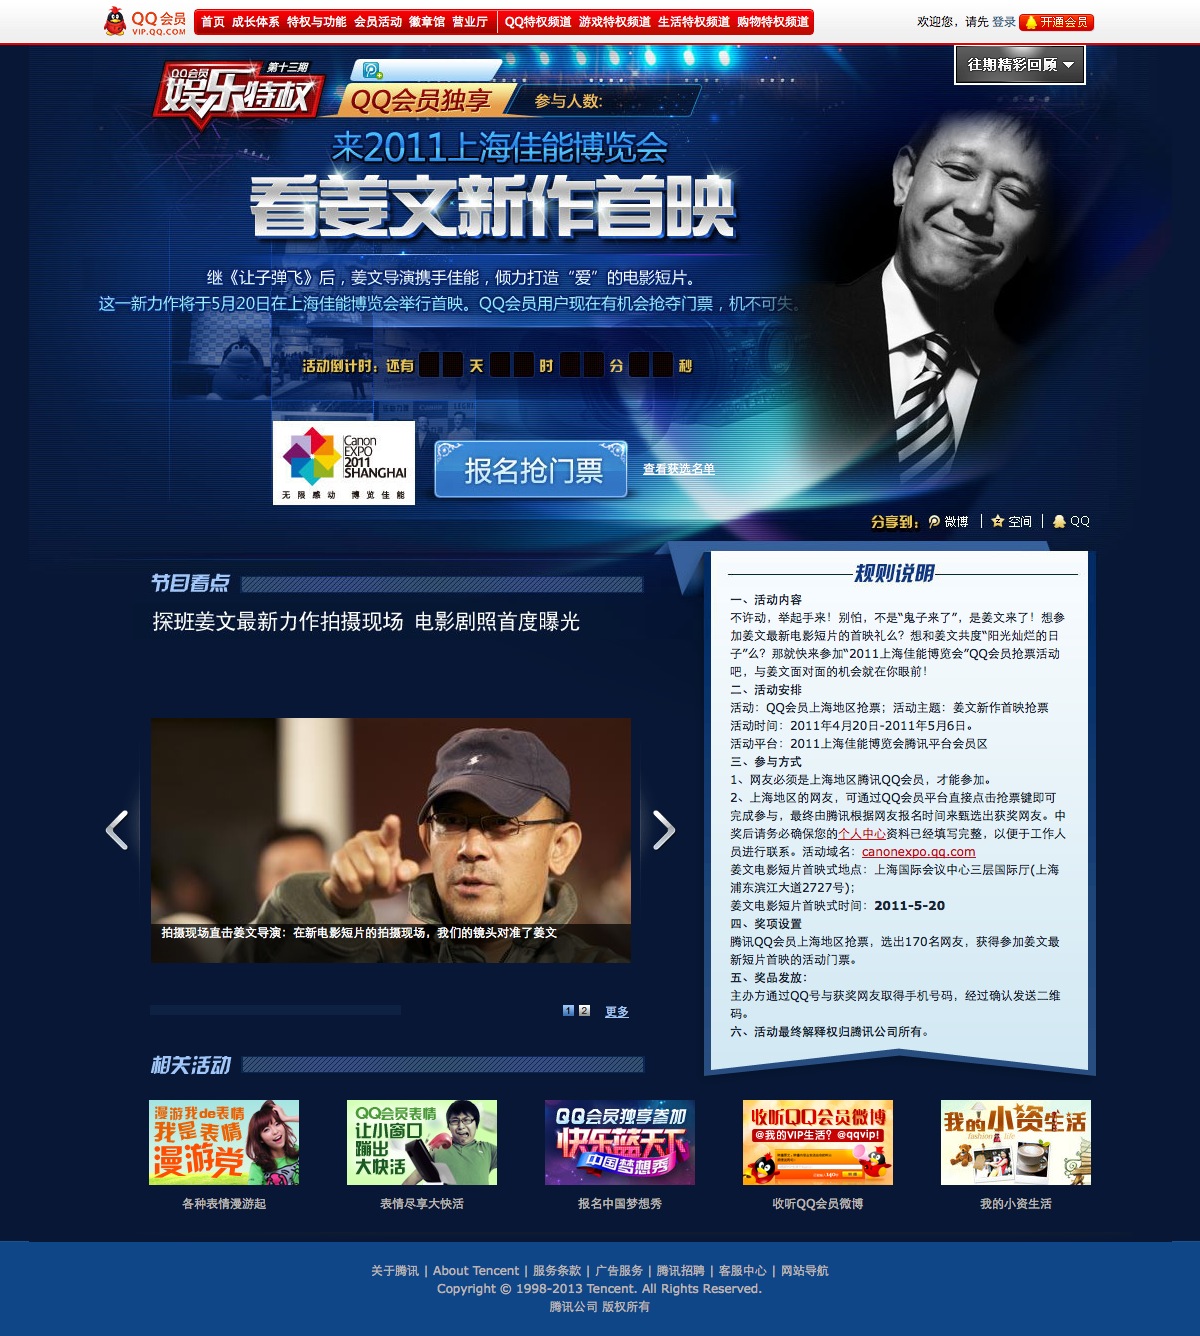 QQ会员
VIP.QQ.COM
首页 成长体系 特权与功能 会员活动 徽章馆 营业厅 QQ特权频道 游戏特权频道 生活特权频道 购物特权频道
欢迎您，请先 登录 开通会员
往期精彩回顾
QQ会员 第十三期
娱乐特权
QQ会员独享 参与人数:
来2011上海佳能博览会
看姜文新作首映
继《让子弹飞》后，姜文导演携手佳能，倾力打造“爱”的电影短片。
这一新力作将于5月20日在上海佳能博览会举行首映。QQ会员用户现在有机会抢夺门票，机不可失。
活动倒计时：还有 天 时 分 秒
Canon
EXPO
2011
SHANGHAI
无限感动 博览佳能
报名抢门票
查看获选名单
分享到： 微博 | 空间 | QQ
节目看点
探班姜文最新力作拍摄现场 电影剧照首度曝光
拍摄现场直击姜文导演：在新电影短片的拍摄现场，我们的镜头对准了姜文
1 2 更多
规则说明
一、活动内容
不许动，举起手来！别怕，不是“鬼子来了”，是姜文来了！想参
加姜文最新电影短片的首映礼么？想和姜文共度“阳光灿烂的日
子”么？那就快来参加“2011上海佳能博览会”QQ会员抢票活动
吧，与姜文面对面的机会就在你眼前！
二、活动安排
活动：QQ会员上海地区抢票；活动主题：姜文新作首映抢票
活动时间：2011年4月20日-2011年5月6日。
活动平台：2011上海佳能博览会腾讯平台会员区
三、参与方式
1、网友必须是上海地区腾讯QQ会员，才能参加。
2、上海地区的网友，可通过QQ会员平台直接点击抢票键即可
完成参与，最终由腾讯根据网友报名时间来甄选出获奖网友。中
奖后请务必确保您的个人中心资料已经填写完整，以便于工作人
员进行联系。活动域名：canonexpo.qq.com
姜文电影短片首映式地点：上海国际会议中心三层国际厅(上海
浦东滨江大道2727号)；
姜文电影短片首映式时间：2011-5-20
四、奖项设置
腾讯QQ会员上海地区抢票，选出170名网友，获得参加姜文最
新短片首映的活动门票。
五、奖品发放：
主办方通过QQ号与获奖网友取得手机号码，经过确认发送二维
码。
六、活动最终解释权归腾讯公司所有。
相关活动
漫游我de表情
我是表情
漫游党
QQ会员表情
让小窗口
蹦出
大快活
QQ会员独享参加
快乐蓝天下
中国梦想秀
收听QQ会员微博
@我的VIP生活? @qqvip!
我的小资生活
fashion life
各种表情漫游起
表情尽享大快活
报名中国梦想秀
收听QQ会员微博
我的小资生活
关于腾讯 | About Tencent | 服务条款 | 广告服务 | 腾讯招聘 | 客服中心 | 网站导航
Copyright © 1998-2013 Tencent. All Rights Reserved.
腾讯公司 版权所有